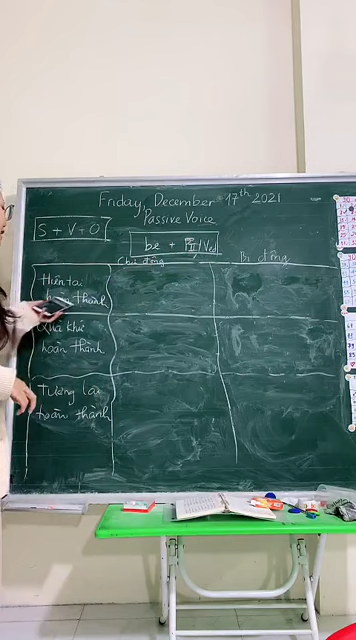 Friday, December 17th 2021
Passive Voice
S + V + O
be + PII/Ved
Chủ động
Bị động
Hiện tại
hoàn thành
Quá khứ
hoàn thành
Tương lai
hoàn thành